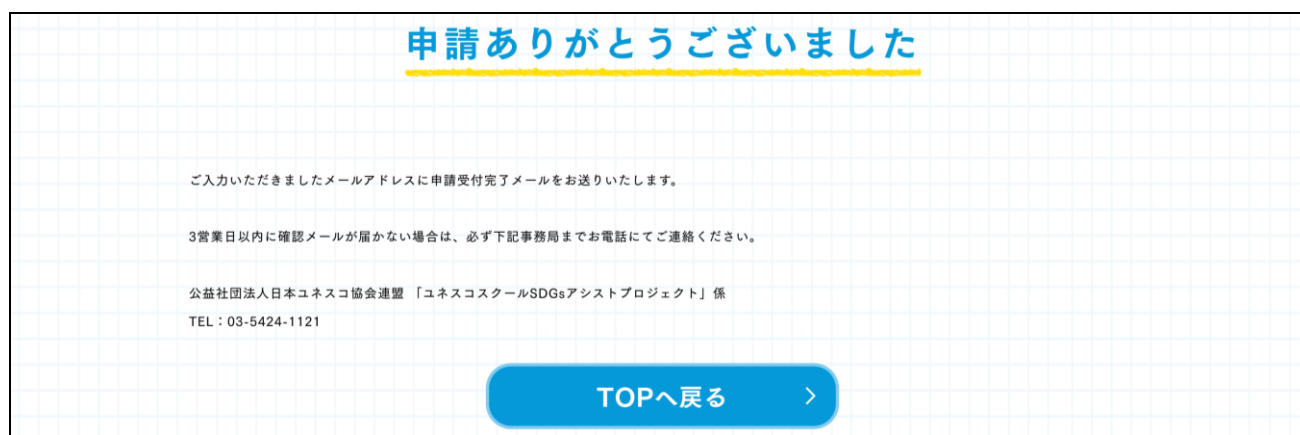 申請ありがとうございました
ご入力いただきましたメールアドレスに申請受付完了メールをお送りいたします。
3営業日以内に確認メールが届かない場合は、必ず下記事務局までお電話にてご連絡ください。
公益社団法人日本ユネスコ協会連盟 「ユネスコスクールSDGsアシストプロジェクト」係
TEL：03-5424-1121
TOPへ戻る